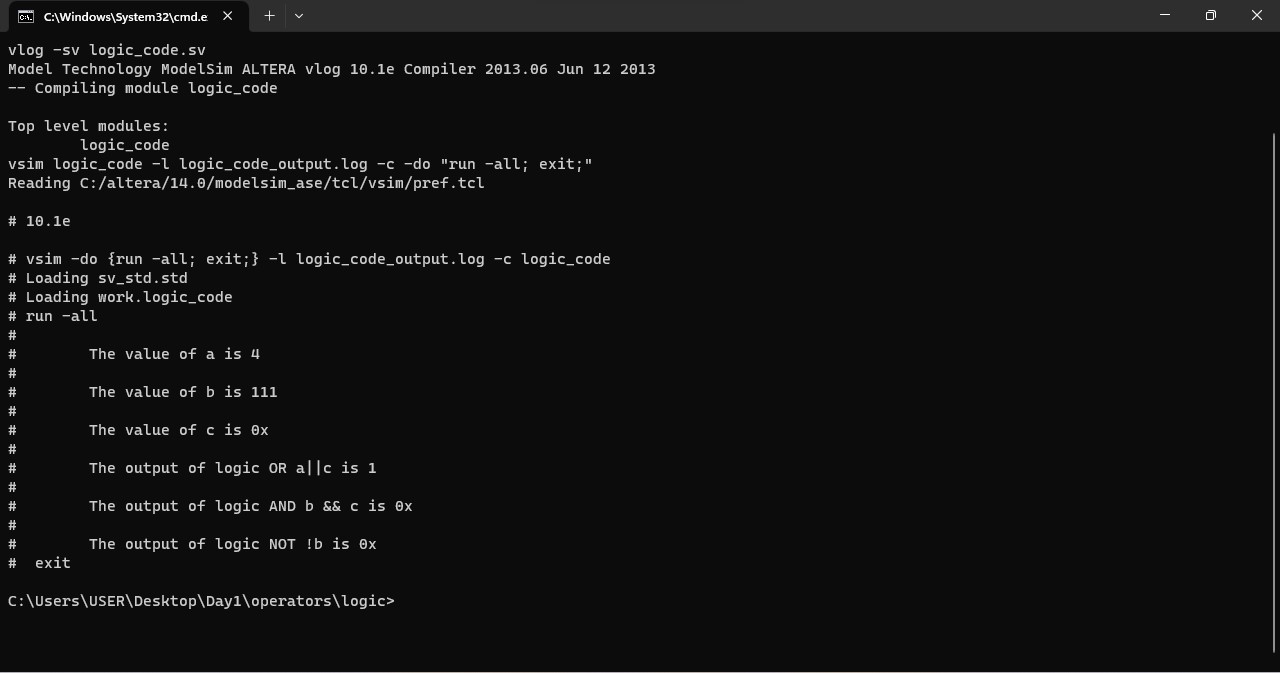 C:\Windows\System32\cmd.e
vlog -sv logic_code.sv
Model Technology ModelSim ALTERA vlog 10.1e Compiler 2013.06 Jun 12 2013
-- Compiling module logic_code
Top level modules:
logic_code
vsim logic_code -l logic_code_output.log -c -do "run -all; exit;"
Reading C:/altera/14.0/modelsim_ase/tcl/vsim/pref.tcl
# 10.1e
# vsim -do {run -all; exit;} -l logic_code_output.log -c logic_code
# Loading sv_std.std
# Loading work.logic_code
# run -all
#
# The value of a is 4
#
# The value of b is 111
#
# The value of c is 0x
#
# The output of logic OR a||c is 1
#
# The output of logic AND b && c is 0x
#
# The output of logic NOT !b is 0x
# exit
C:\Users\USER\Desktop\Day1\operators\logic>